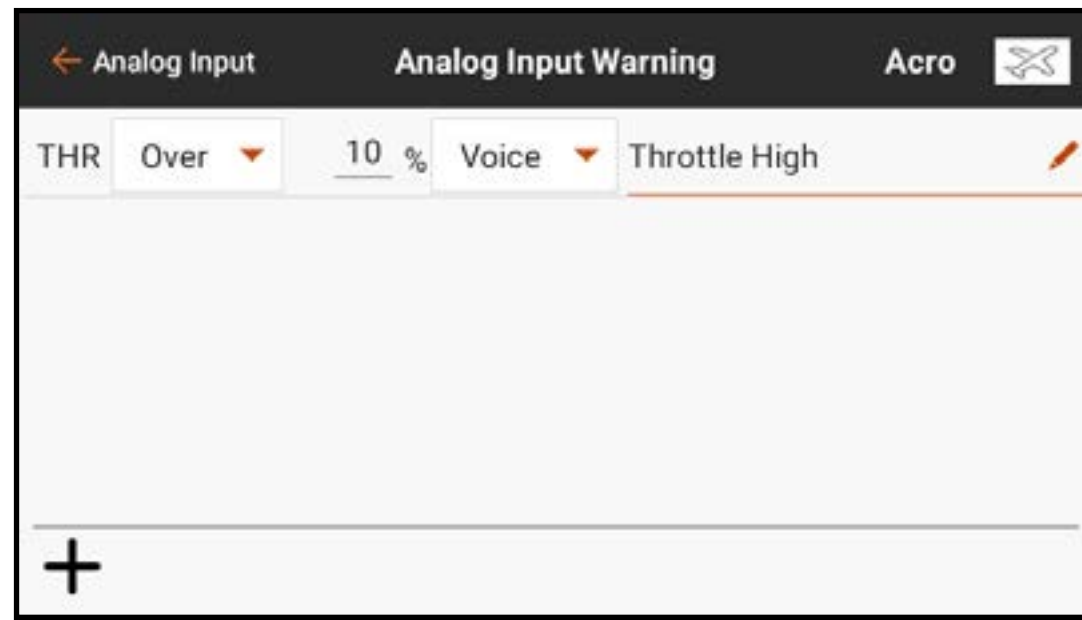 ← Analog Input Analog Input Warning Acro
THR Over 10 % Voice Throttle High
+